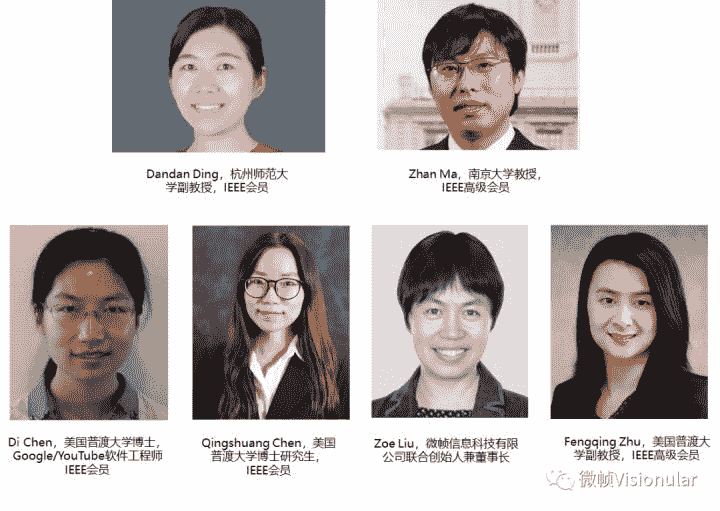 Dandan Ding，杭州师范大
学副教授，IEEE会员
Zhan Ma，南京大学教授，
IEEE高级会员
Di Chen，美国普渡大学博士，
Google/YouTube软件工程师
IEEE会员
Qingshuang Chen，美国
普渡大学博士研究生，
IEEE会员
Zoe Liu，微帧信息科技有限
公司联合创始人兼董事长
Fengqing Zhu，美国普渡大
学副教授，IEEE高级会员
微帧Visionular